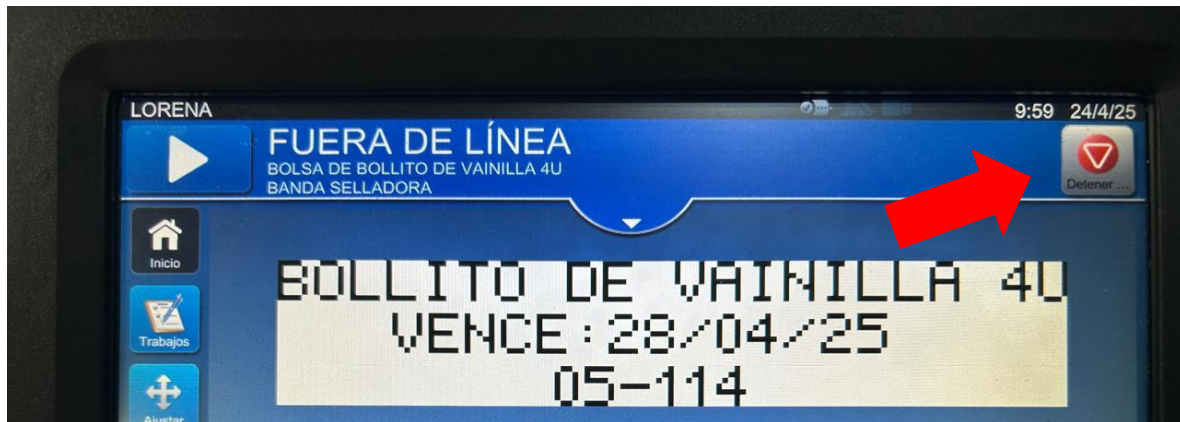 LORENA
9:59 24/4/25
FUERA DE LÍNEA
BOLSA DE BOLLITO DE VAINILLA 4U
BANDA SELLADORA
Detener ...
Inicio
BOLLITO DE VAINILLA 4U
VENCE:28/04/25
05-114
Trabajos
Ajustar